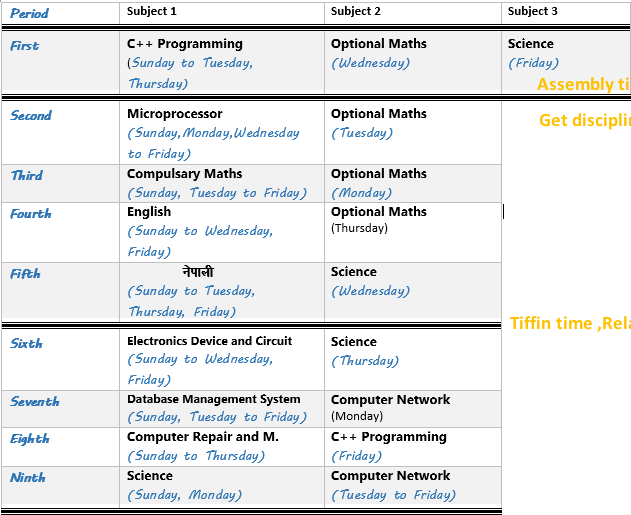 Period Subject 1 Subject 2 Subject 3
First C++ Programming Optional Maths Science
(Sunday to Tuesday, (Wednesday) (Friday)
Thursday)
Assembly ti
Second Microprocessor Optional Maths
Get disciplin
(Sunday,Monday,Wednesday (Tuesday)
to Friday)
Third Compulsary Maths Optional Maths
(Sunday, Tuesday to Friday) (Monday)
Fourth English Optional Maths
(Sunday to Wednesday, (Thursday)
Friday)
Fifth नेपाली Science
(Sunday to Tuesday, (Wednesday)
Thursday, Friday)
Tiffin time ,Rela
Sixth Electronics Device and Circuit Science
(Sunday to Wednesday, (Thursday)
Friday)
Seventh Database Management System Computer Network
(Sunday, Tuesday to Friday) (Monday)
Eighth Computer Repair and M. C++ Programming
(Sunday to Thursday) (Friday)
Ninth Science Computer Network
(Sunday, Monday) (Tuesday to Friday)